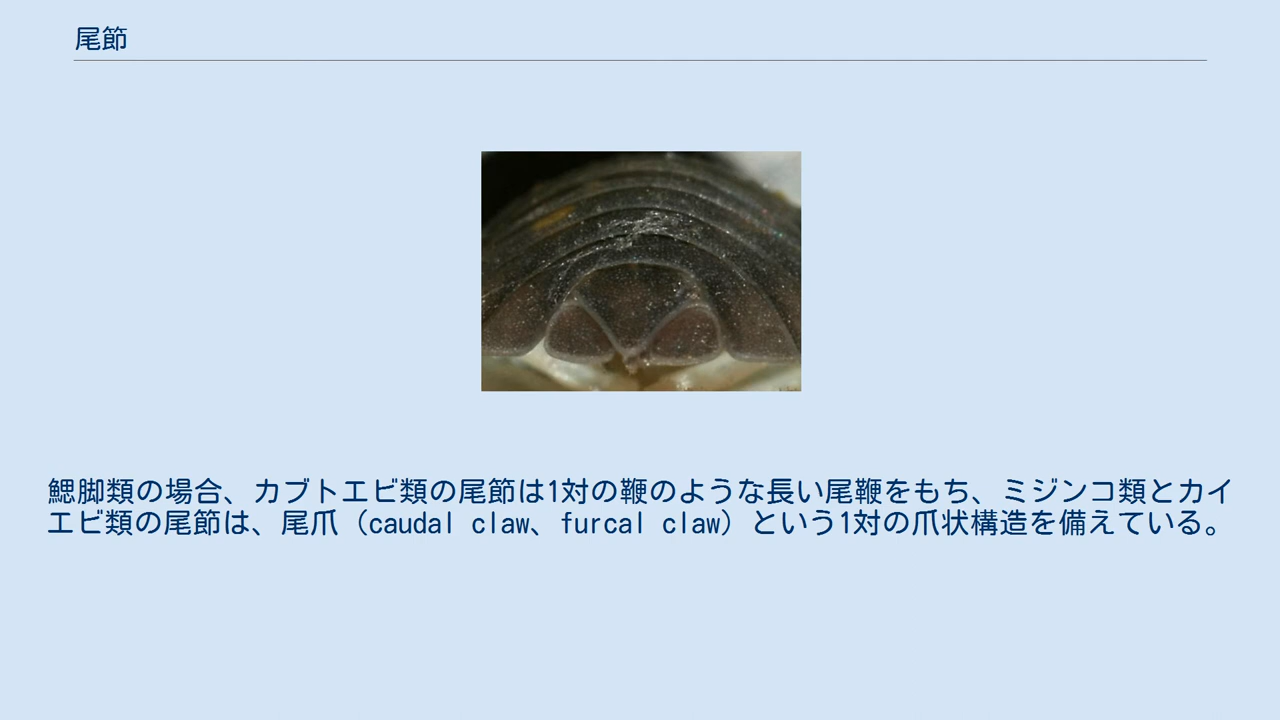 尾節
鰓脚類の場合、カブトエビ類の尾節は1対の鞭のような長い尾鞭をもち、ミジンコ類とカイ
エビ類の尾節は、尾爪（caudal claw、furcal claw）という1対の爪状構造を備えている。